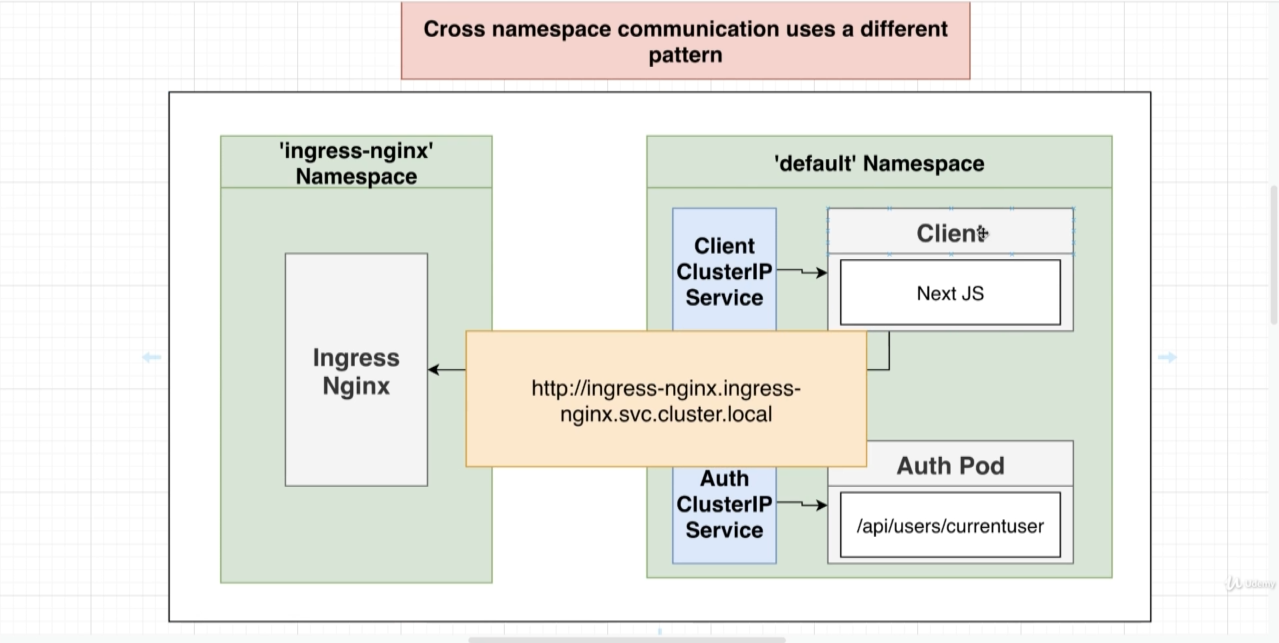 Cross namespace communication uses a different
pattern
'ingress-nginx'
Namespace
'default' Namespace
Client
ClusterIP
Service
Client
Next JS
Ingress
Nginx
http://ingress-nginx.ingress-
nginx.svc.cluster.local
Auth
ClusterIP
Service
Auth Pod
/api/users/currentuser
Udemy